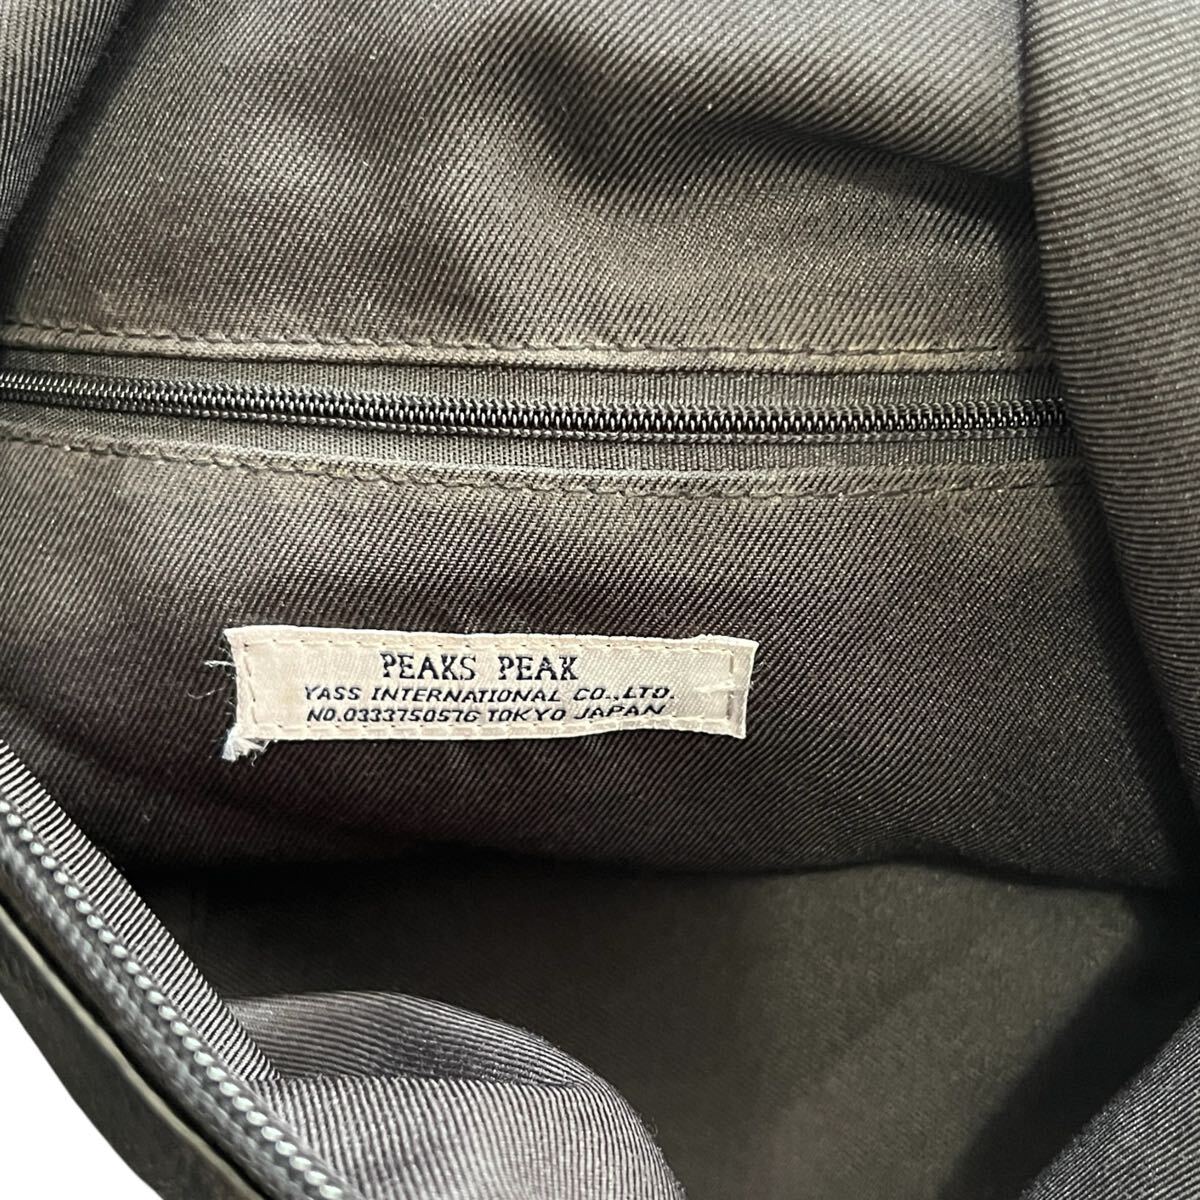 PEAKS PEAK
YASS INTERNATIONAL CO.,LTD.
NO.0333750576 TOKYO JAPAN